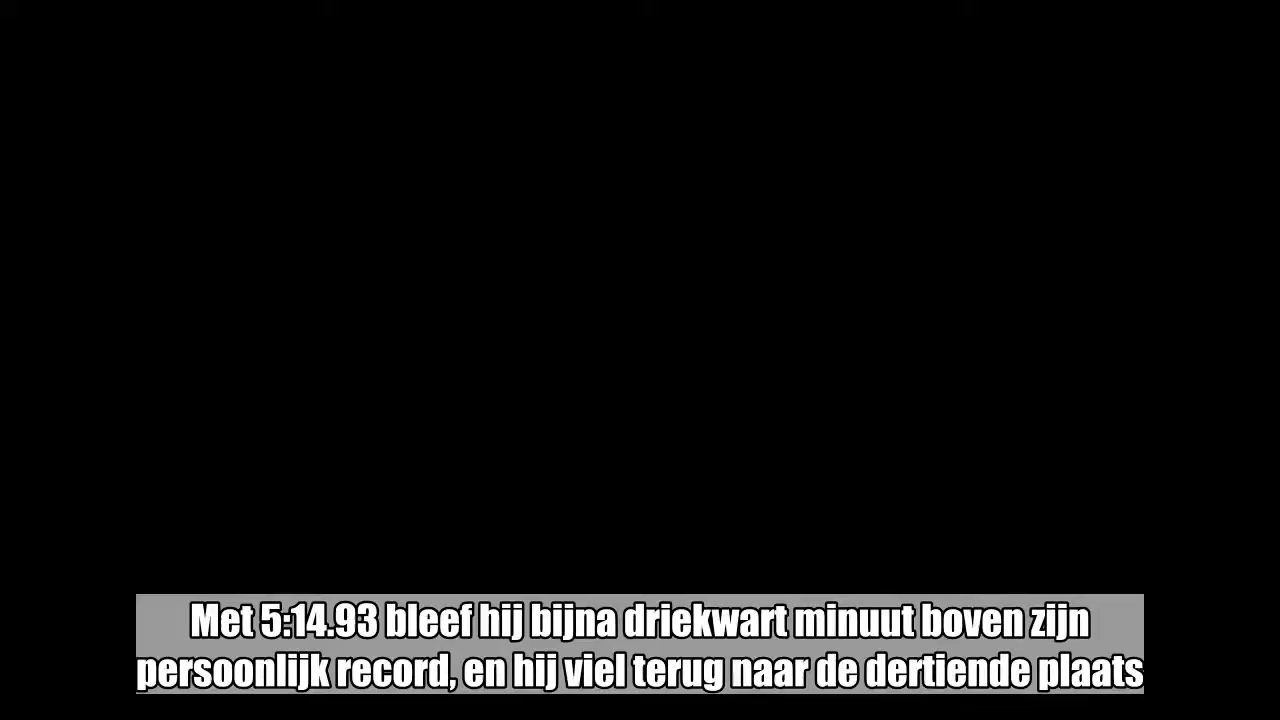 Met 5:14.93 bleef hij bijna driekwart minuut boven zijn
persoonlijk record, en hij viel terug naar de dertiende plaats